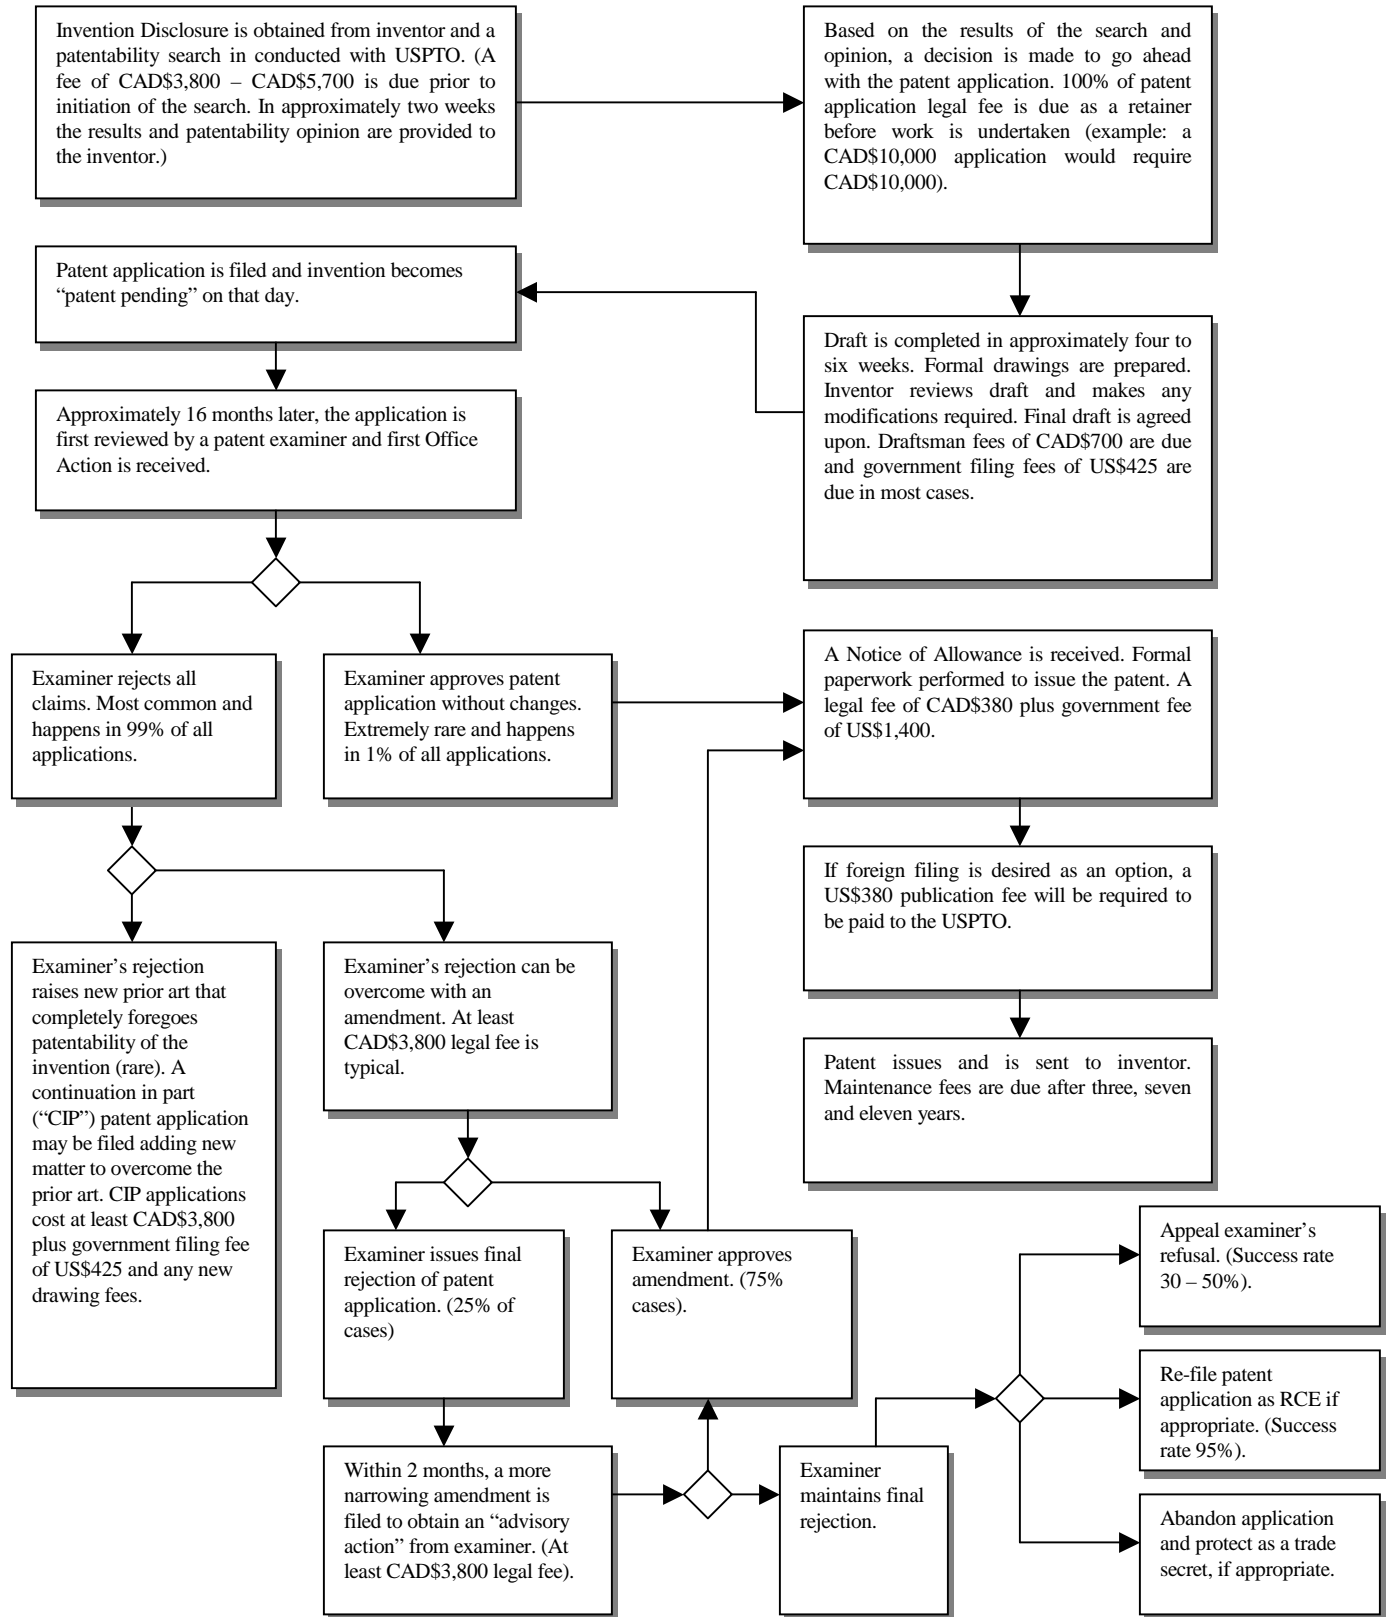 Invention Disclosure is obtained from inventor and a
patentability search in conducted with USPTO. (A
fee of CAD$3,800 – CAD$5,700 is due prior to
initiation of the search. In approximately two weeks
the results and patentability opinion are provided to
the inventor.)
Based on the results of the search and
opinion, a decision is made to go ahead
with the patent application. 100% of patent
application legal fee is due as a retainer
before work is undertaken (example: a
CAD$10,000 application would require
CAD$10,000).
Patent application is filed and invention becomes
“patent pending” on that day.
Draft is completed in approximately four to
six weeks. Formal drawings are prepared.
Inventor reviews draft and makes any
modifications required. Final draft is agreed
upon. Draftsman fees of CAD$700 are due
and government filing fees of US$425 are
due in most cases.
Approximately 16 months later, the application is
first reviewed by a patent examiner and first Office
Action is received.
Examiner rejects all
claims. Most common and
happens in 99% of all
applications.
Examiner approves patent
application without changes.
Extremely rare and happens
in 1% of all applications.
A Notice of Allowance is received. Formal
paperwork performed to issue the patent. A
legal fee of CAD$380 plus government fee
of US$1,400.
If foreign filing is desired as an option, a
US$380 publication fee will be required to
be paid to the USPTO.
Examiner’s rejection
raises new prior art that
completely foregoes
patentability of the
invention (rare). A
continuation in part
(“CIP”) patent application
may be filed adding new
matter to overcome the
prior art. CIP applications
cost at least CAD$3,800
plus government filing fee
of US$425 and any new
drawing fees.
Examiner’s rejection can be
overcome with an
amendment. At least
CAD$3,800 legal fee is
typical.
Patent issues and is sent to inventor.
Maintenance fees are due after three, seven
and eleven years.
Examiner issues final
rejection of patent
application. (25% of
cases)
Examiner approves
amendment. (75%
cases).
Appeal examiner’s
refusal. (Success rate
30 – 50%).
Re-file patent
application as RCE if
appropriate. (Success
rate 95%).
Within 2 months, a more
narrowing amendment is
filed to obtain an “advisory
action” from examiner. (At
least CAD$3,800 legal fee).
Examiner
maintains final
rejection.
Abandon application
and protect as a trade
secret, if appropriate.